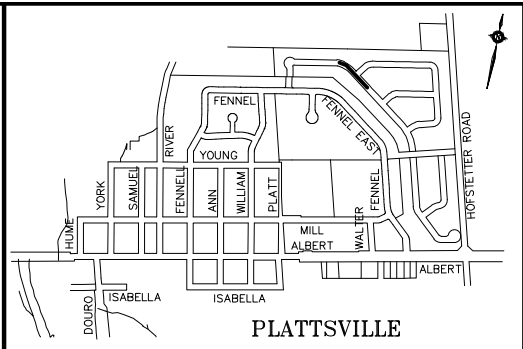 FENNEL
FENNEL EAST
RIVER
YOUNG
HOFSTETTER ROAD
YORK
SAMUEL
FENNELL
ANN
WILLIAM
PLATT
FENNEL
WALTER
HUME
MILL
ALBERT
ALBERT
ISABELLA
ISABELLA
DOURO
PLATTSVILLE